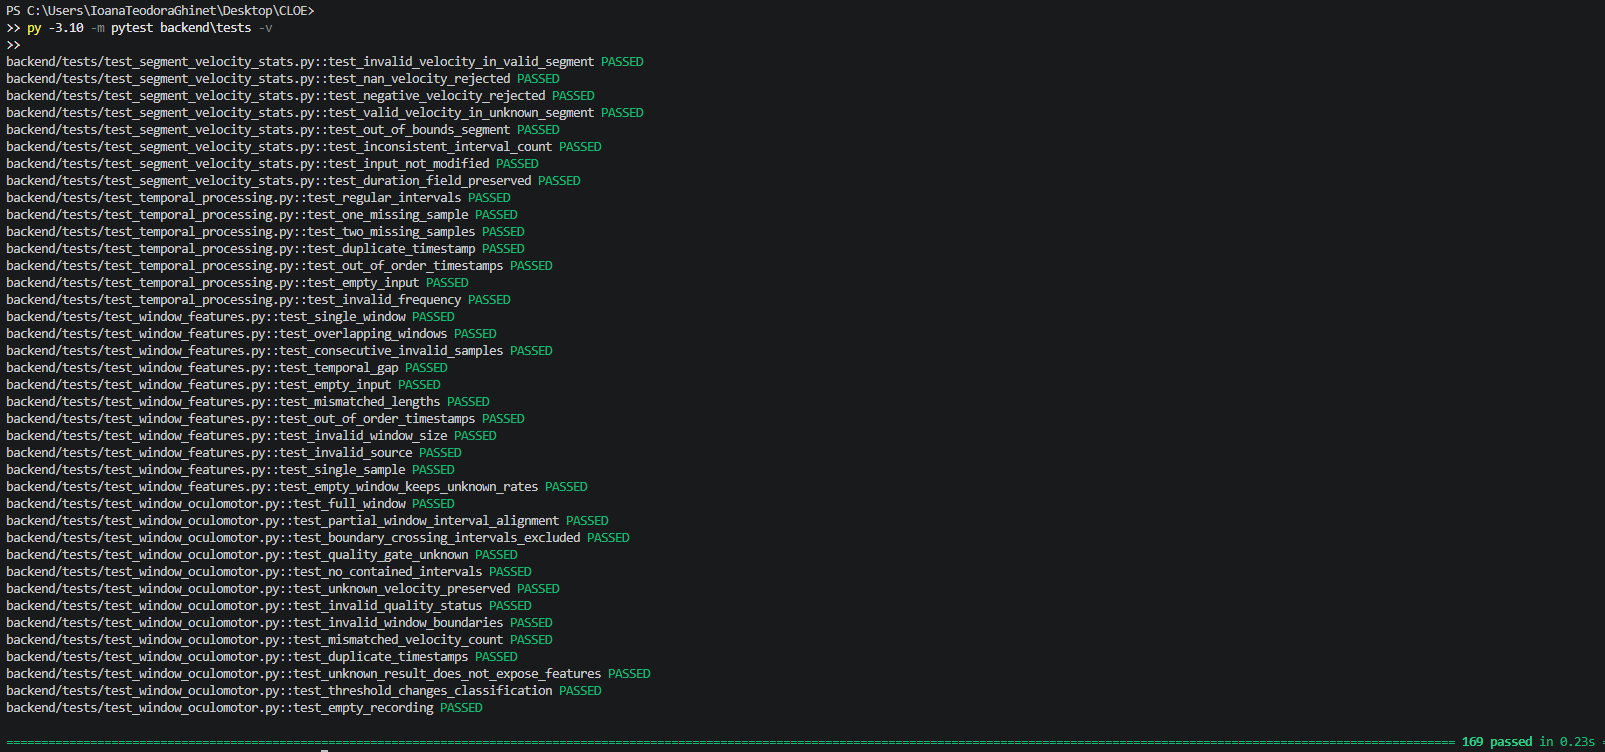 PS C:\Users\IoanaTeodoraGhinet\Desktop\CLOE>
>> py -3.10 -m pytest backend\tests -v
>>
backend/tests/test_segment_velocity_stats.py::test_invalid_velocity_in_valid_segment PASSED
backend/tests/test_segment_velocity_stats.py::test_nan_velocity_rejected PASSED
backend/tests/test_segment_velocity_stats.py::test_negative_velocity_rejected PASSED
backend/tests/test_segment_velocity_stats.py::test_valid_velocity_in_unknown_segment PASSED
backend/tests/test_segment_velocity_stats.py::test_out_of_bounds_segment PASSED
backend/tests/test_segment_velocity_stats.py::test_inconsistent_interval_count PASSED
backend/tests/test_segment_velocity_stats.py::test_input_not_modified PASSED
backend/tests/test_segment_velocity_stats.py::test_duration_field_preserved PASSED
backend/tests/test_temporal_processing.py::test_regular_intervals PASSED
backend/tests/test_temporal_processing.py::test_one_missing_sample PASSED
backend/tests/test_temporal_processing.py::test_two_missing_samples PASSED
backend/tests/test_temporal_processing.py::test_duplicate_timestamp PASSED
backend/tests/test_temporal_processing.py::test_out_of_order_timestamps PASSED
backend/tests/test_temporal_processing.py::test_empty_input PASSED
backend/tests/test_temporal_processing.py::test_invalid_frequency PASSED
backend/tests/test_window_features.py::test_single_window PASSED
backend/tests/test_window_features.py::test_overlapping_windows PASSED
backend/tests/test_window_features.py::test_consecutive_invalid_samples PASSED
backend/tests/test_window_features.py::test_temporal_gap PASSED
backend/tests/test_window_features.py::test_empty_input PASSED
backend/tests/test_window_features.py::test_mismatched_lengths PASSED
backend/tests/test_window_features.py::test_out_of_order_timestamps PASSED
backend/tests/test_window_features.py::test_invalid_window_size PASSED
backend/tests/test_window_features.py::test_invalid_source PASSED
backend/tests/test_window_features.py::test_single_sample PASSED
backend/tests/test_window_features.py::test_empty_window_keeps_unknown_rates PASSED
backend/tests/test_window_oculomotor.py::test_full_window PASSED
backend/tests/test_window_oculomotor.py::test_partial_window_interval_alignment PASSED
backend/tests/test_window_oculomotor.py::test_boundary_crossing_intervals_excluded PASSED
backend/tests/test_window_oculomotor.py::test_quality_gate_unknown PASSED
backend/tests/test_window_oculomotor.py::test_no_contained_intervals PASSED
backend/tests/test_window_oculomotor.py::test_unknown_velocity_preserved PASSED
backend/tests/test_window_oculomotor.py::test_invalid_quality_status PASSED
backend/tests/test_window_oculomotor.py::test_invalid_window_boundaries PASSED
backend/tests/test_window_oculomotor.py::test_mismatched_velocity_count PASSED
backend/tests/test_window_oculomotor.py::test_duplicate_timestamps PASSED
backend/tests/test_window_oculomotor.py::test_unknown_result_does_not_expose_features PASSED
backend/tests/test_window_oculomotor.py::test_threshold_changes_classification PASSED
backend/tests/test_window_oculomotor.py::test_empty_recording PASSED
169 passed in 0.23s